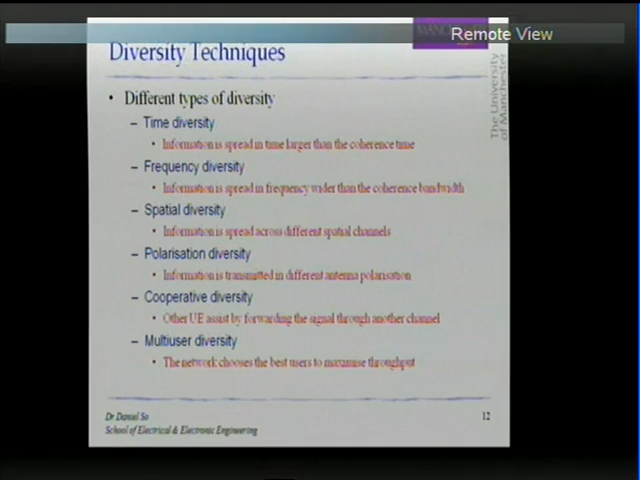 Remote View
Diversity Techniques
The University
of Manchester
• Different types of diversity
– Time diversity
• Information is spread in time larger than the coherence time
– Frequency diversity
• Information is spread in frequency wider than the coherence bandwidth
– Spatial diversity
• Information is spread across different spatial channels
– Polarisation diversity
• Information is transmitted in different antenna polarisation
– Cooperative diversity
• Other UE assist by forwarding the signal through another channel
– Multiuser diversity
• The network chooses the best users to maximise throughput
Dr Daniel So
School of Electrical & Electronic Engineering
12